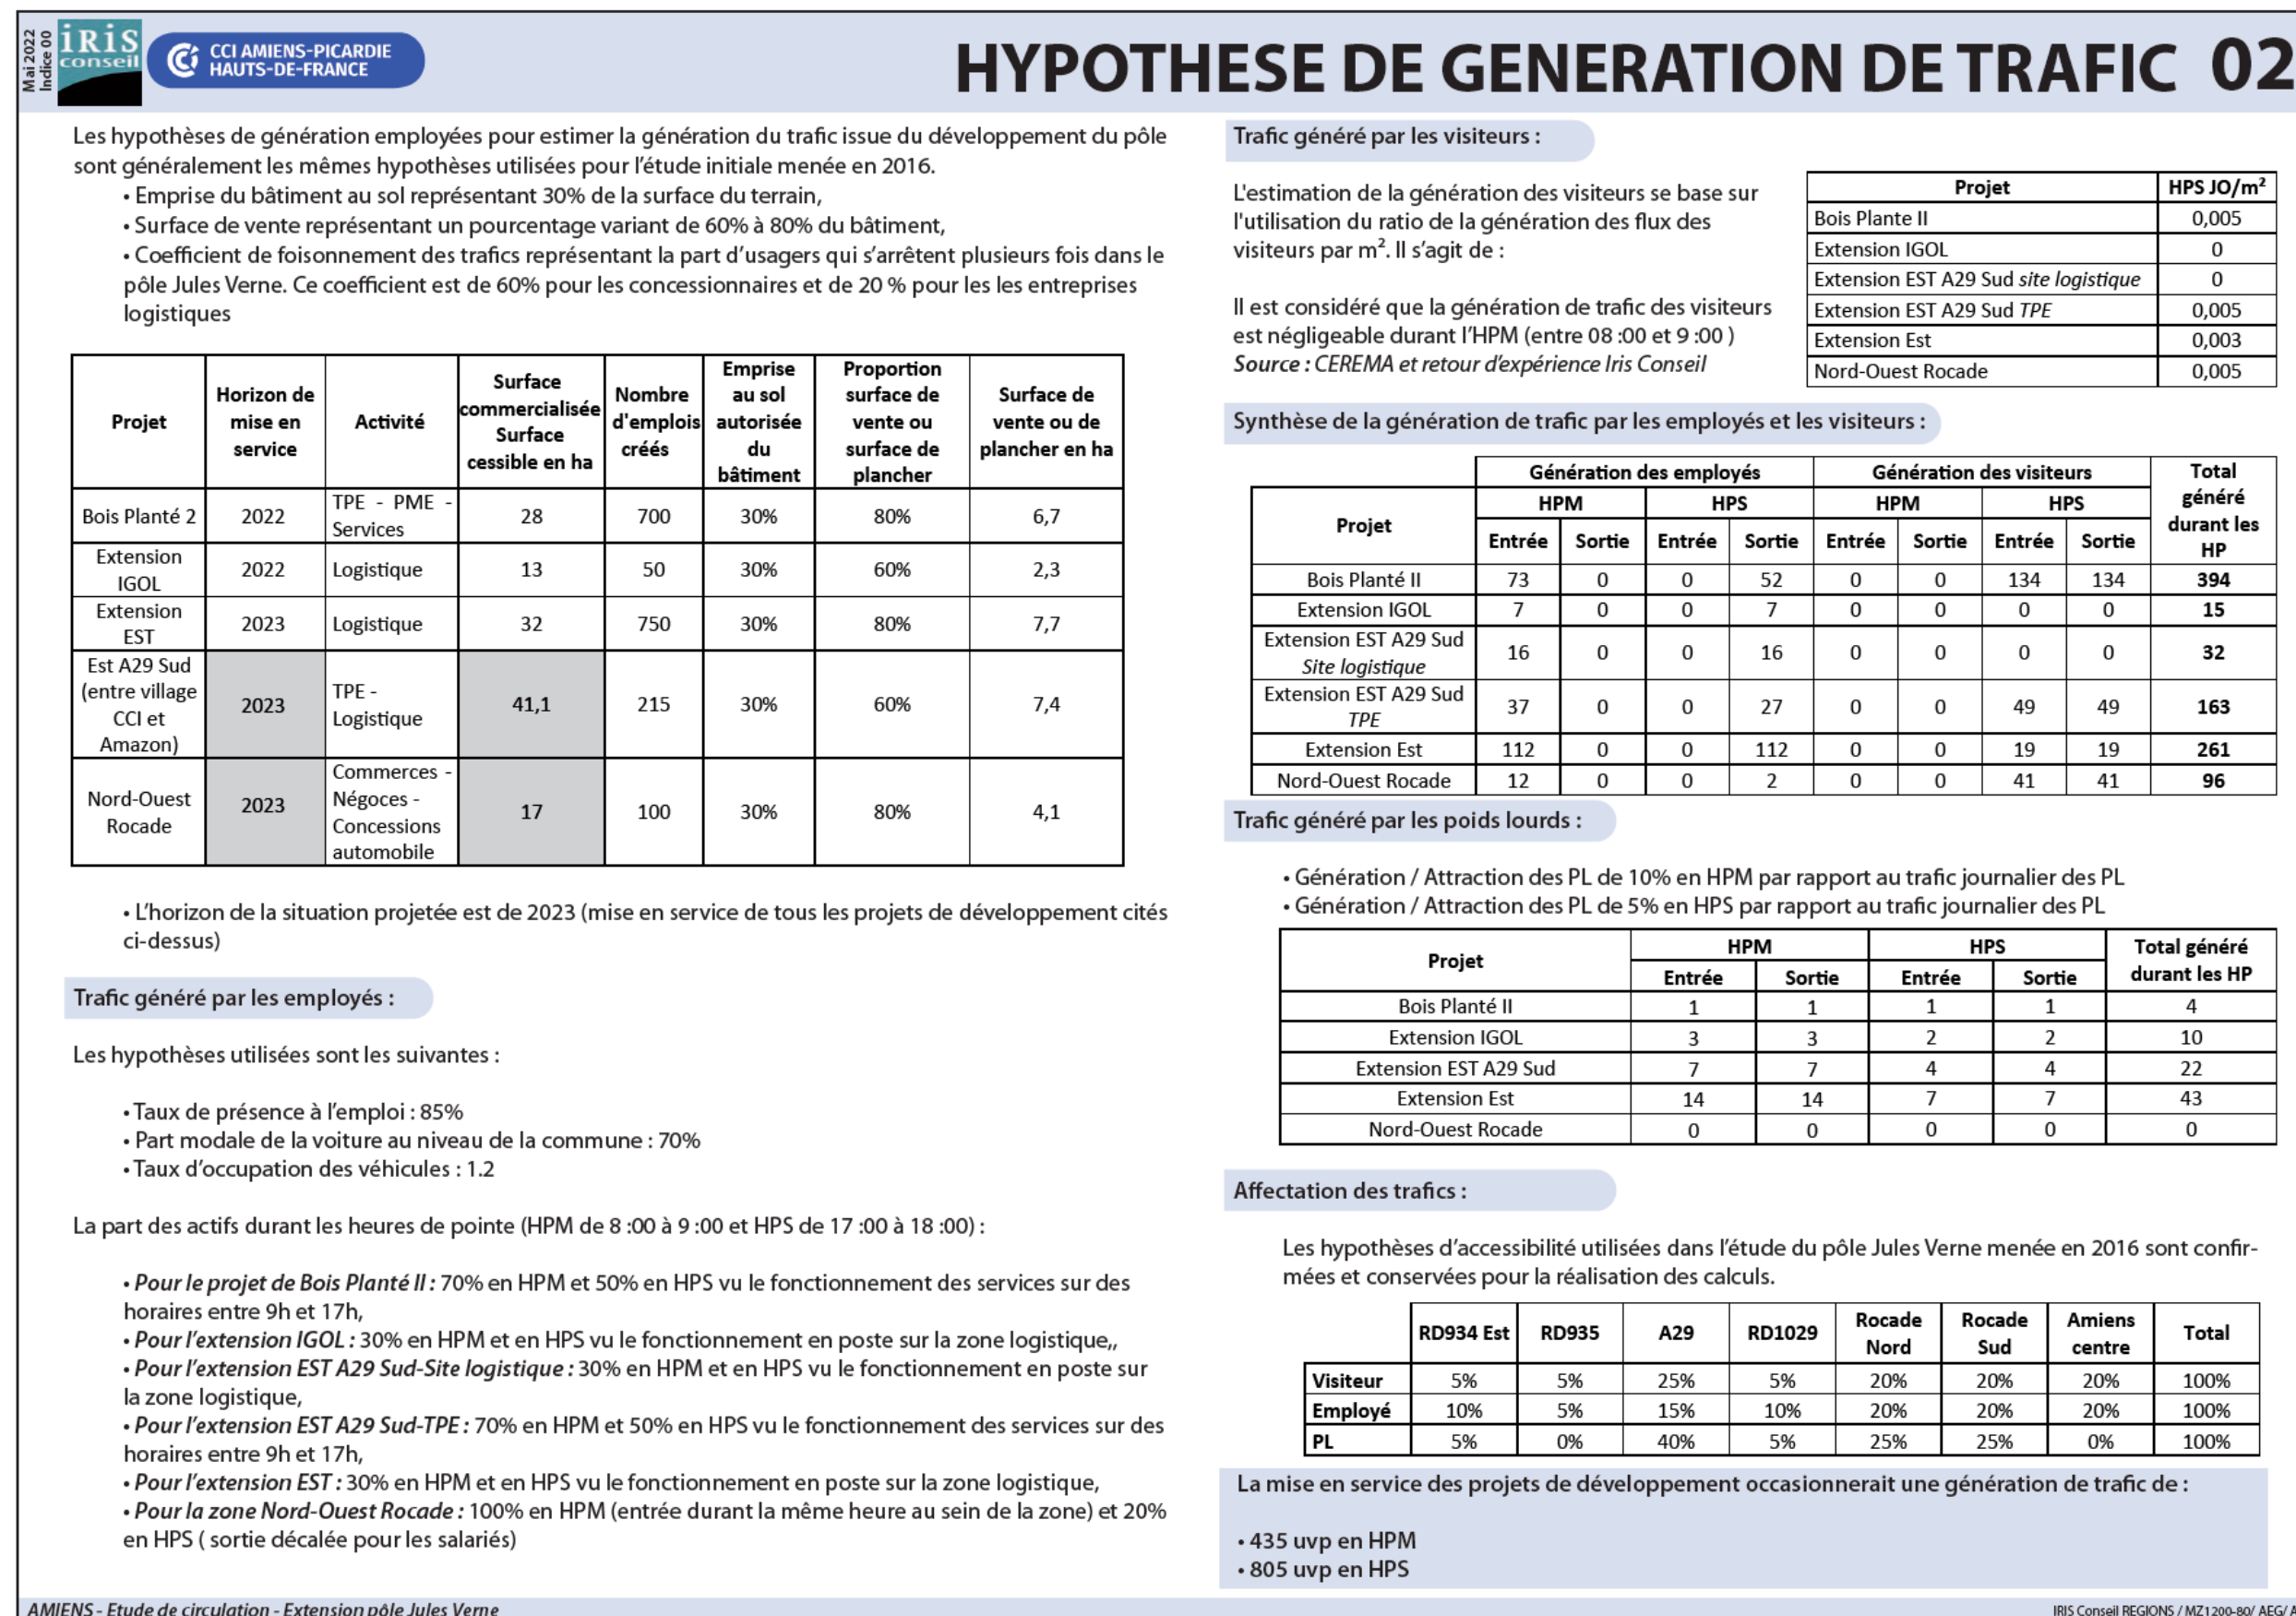 Mai 2022
Indice 00
iRis
conseil
CCI AMIENS-PICARDIE
HAUTS-DE-FRANCE
HYPOTHESE DE GENERATION DE TRAFIC 02
Les hypothèses de génération employées pour estimer la génération du trafic issue du développement du pôle
sont généralement les mêmes hypothèses utilisées pour l'étude initiale menée en 2016.
• Emprise du bâtiment au sol représentant 30% de la surface du terrain,
• Surface de vente représentant un pourcentage variant de 60% à 80% du bâtiment,
• Coefficient de foisonnement des trafics représentant la part d'usagers qui s'arrêtent plusieurs fois dans le
pôle Jules Verne. Ce coefficient est de 60% pour les concessionnaires et de 20 % pour les les entreprises
logistiques
Projet | Horizon de mise en service | Activité | Surface commercialisée Surface cessible en ha | Nombre d'emplois créés | Emprise au sol autorisée du bâtiment | Proportion surface de vente ou surface de plancher | Surface de vente ou de plancher en ha
Bois Planté 2 | 2022 | TPE - PME - Services | 28 | 700 | 30% | 80% | 6,7
Extension IGOL | 2022 | Logistique | 13 | 50 | 30% | 60% | 2,3
Extension EST | 2023 | Logistique | 32 | 750 | 30% | 80% | 7,7
Est A29 Sud (entre village CCI et Amazon) | 2023 | TPE - Logistique | 41,1 | 215 | 30% | 60% | 7,4
Nord-Ouest Rocade | 2023 | Commerces - Négoces - Concessions automobile | 17 | 100 | 30% | 80% | 4,1
• L'horizon de la situation projetée est de 2023 (mise en service de tous les projets de développement cités
ci-dessus)
Trafic généré par les employés :
Les hypothèses utilisées sont les suivantes :
• Taux de présence à l'emploi : 85%
• Part modale de la voiture au niveau de la commune : 70%
• Taux d'occupation des véhicules : 1.2
La part des actifs durant les heures de pointe (HPM de 8 :00 à 9 :00 et HPS de 17 :00 à 18 :00) :
• Pour le projet de Bois Planté II : 70% en HPM et 50% en HPS vu le fonctionnement des services sur des
horaires entre 9h et 17h,
• Pour l'extension IGOL : 30% en HPM et en HPS vu le fonctionnement en poste sur la zone logistique,,
• Pour l'extension EST A29 Sud-Site logistique : 30% en HPM et en HPS vu le fonctionnement en poste sur
la zone logistique,
• Pour l'extension EST A29 Sud-TPE : 70% en HPM et 50% en HPS vu le fonctionnement des services sur des
horaires entre 9h et 17h,
• Pour l'extension EST : 30% en HPM et en HPS vu le fonctionnement en poste sur la zone logistique,
• Pour la zone Nord-Ouest Rocade : 100% en HPM (entrée durant la même heure au sein de la zone) et 20%
en HPS ( sortie décalée pour les salariés)
Trafic généré par les visiteurs :
L'estimation de la génération des visiteurs se base sur
l'utilisation du ratio de la génération des flux des
visiteurs par m². Il s'agit de :
Il est considéré que la génération de trafic des visiteurs
est négligeable durant l'HPM (entre 08 :00 et 9 :00 )
Source : CEREMA et retour d'expérience Iris Conseil
Projet | HPS JO/m²
Bois Plante II | 0,005
Extension IGOL | 0
Extension EST A29 Sud site logistique | 0
Extension EST A29 Sud TPE | 0,005
Extension Est | 0,003
Nord-Ouest Rocade | 0,005
Synthèse de la génération de trafic par les employés et les visiteurs :
Projet | Génération des employés | Génération des visiteurs | Total généré durant les HP
HPM | HPS | HPM | HPS
Entrée | Sortie | Entrée | Sortie | Entrée | Sortie | Entrée | Sortie
Bois Planté II | 73 | 0 | 0 | 52 | 0 | 0 | 134 | 134 | 394
Extension IGOL | 7 | 0 | 0 | 7 | 0 | 0 | 0 | 0 | 15
Extension EST A29 Sud Site logistique | 16 | 0 | 0 | 16 | 0 | 0 | 0 | 0 | 32
Extension EST A29 Sud TPE | 37 | 0 | 0 | 27 | 0 | 0 | 49 | 49 | 163
Extension Est | 112 | 0 | 0 | 112 | 0 | 0 | 19 | 19 | 261
Nord-Ouest Rocade | 12 | 0 | 0 | 2 | 0 | 0 | 41 | 41 | 96
Trafic généré par les poids lourds :
• Génération / Attraction des PL de 10% en HPM par rapport au trafic journalier des PL
• Génération / Attraction des PL de 5% en HPS par rapport au trafic journalier des PL
Projet | HPM | HPS | Total généré durant les HP
Entrée | Sortie | Entrée | Sortie
Bois Planté II | 1 | 1 | 1 | 1 | 4
Extension IGOL | 3 | 3 | 2 | 2 | 10
Extension EST A29 Sud | 7 | 7 | 4 | 4 | 22
Extension Est | 14 | 14 | 7 | 7 | 43
Nord-Ouest Rocade | 0 | 0 | 0 | 0 | 0
Affectation des trafics :
Les hypothèses d'accessibilité utilisées dans l'étude du pôle Jules Verne menée en 2016 sont confir-
mées et conservées pour la réalisation des calculs.
RD934 Est | RD935 | A29 | RD1029 | Rocade Nord | Rocade Sud | Amiens centre | Total
Visiteur | 5% | 5% | 25% | 5% | 20% | 20% | 20% | 100%
Employé | 10% | 5% | 15% | 10% | 20% | 20% | 20% | 100%
PL | 5% | 0% | 40% | 5% | 25% | 25% | 0% | 100%
La mise en service des projets de développement occasionnerait une génération de trafic de :
• 435 uvp en HPM
• 805 uvp en HPS
AMIENS - Etude de circulation - Extension pôle Jules Verne
IRIS Conseil REGIONS / MZ1200-80/ AEG/